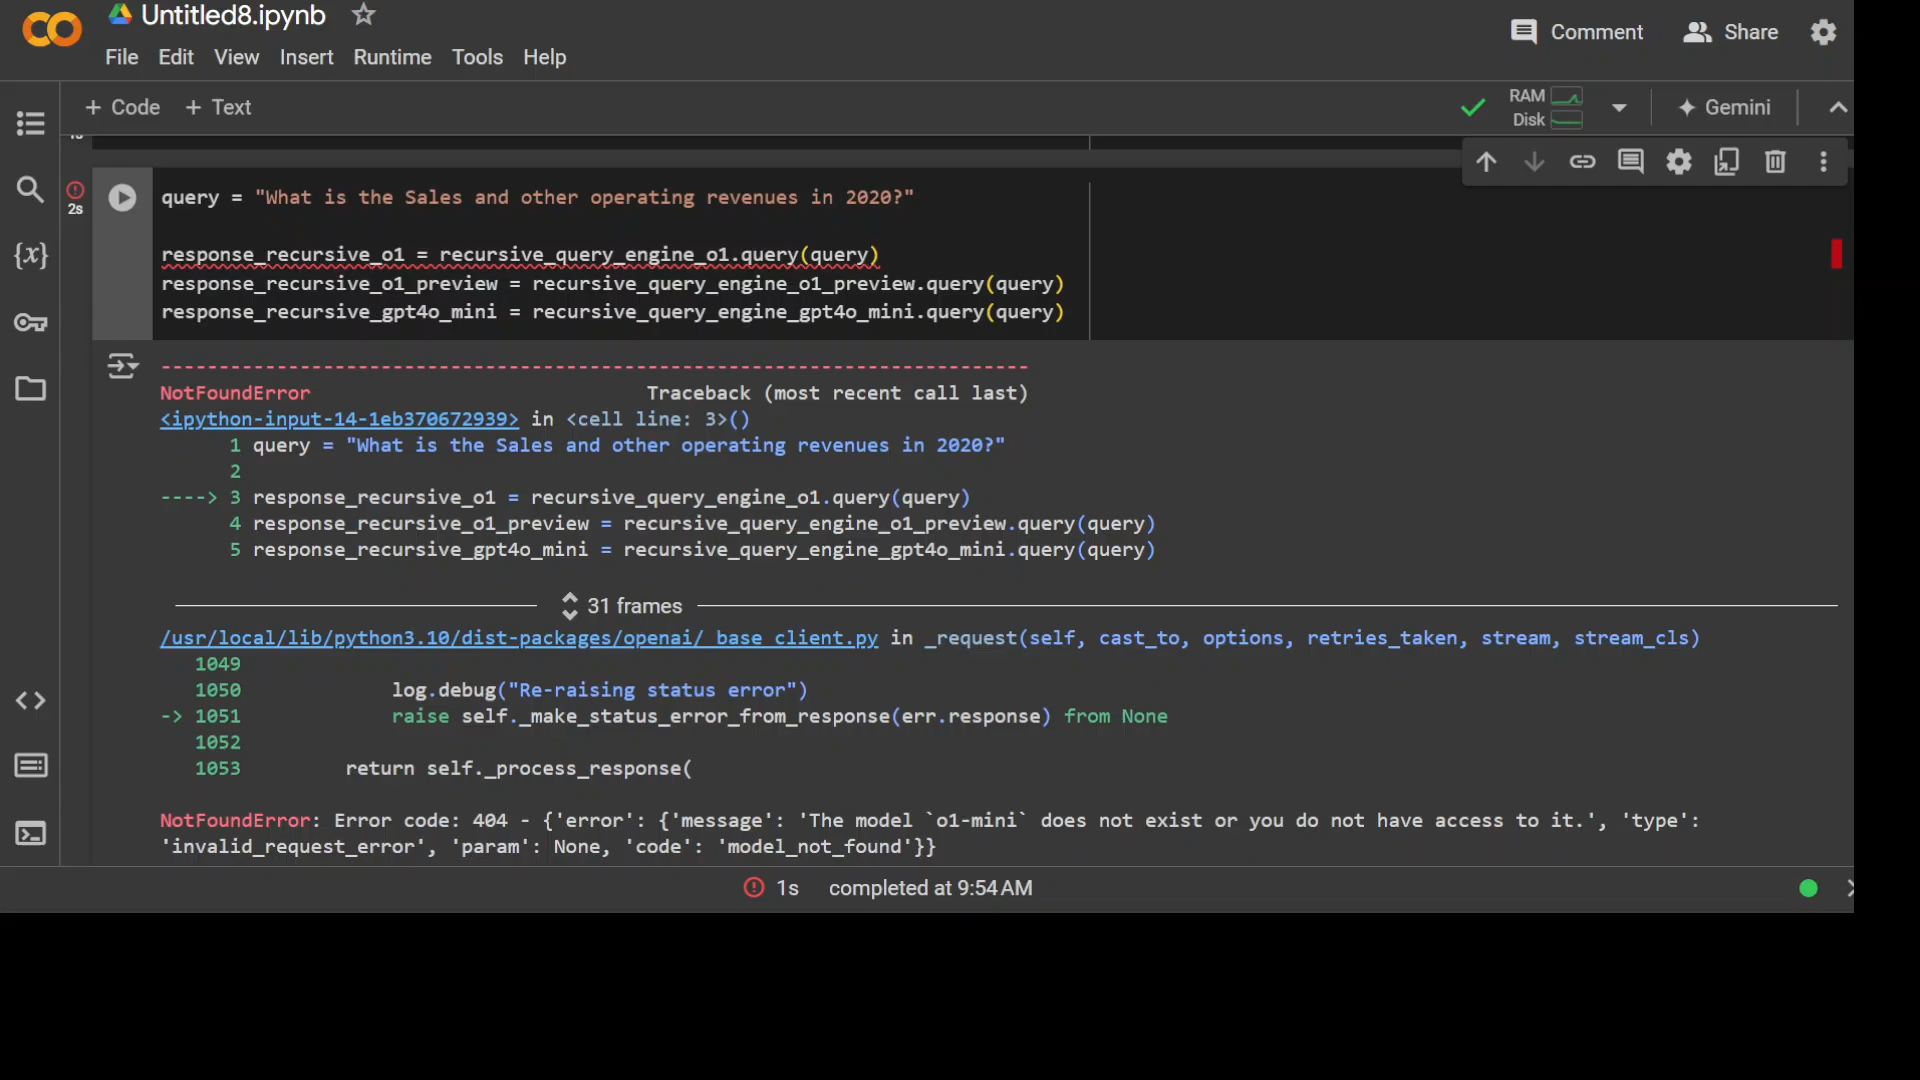 Untitled8.ipynb
Comment
Share
File Edit View Insert Runtime Tools Help
+ Code + Text
RAM
Disk
Gemini
2s
query = "What is the Sales and other operating revenues in 2020?"
response_recursive_o1 = recursive_query_engine_o1.query(query)
response_recursive_o1_preview = recursive_query_engine_o1_preview.query(query)
response_recursive_gpt4o_mini = recursive_query_engine_gpt4o_mini.query(query)
---------------------------------------------------------------------------
NotFoundError Traceback (most recent call last)
<ipython-input-14-1eb370672939> in <cell line: 3>()
1 query = "What is the Sales and other operating revenues in 2020?"
2
----> 3 response_recursive_o1 = recursive_query_engine_o1.query(query)
4 response_recursive_o1_preview = recursive_query_engine_o1_preview.query(query)
5 response_recursive_gpt4o_mini = recursive_query_engine_gpt4o_mini.query(query)
31 frames
/usr/local/lib/python3.10/dist-packages/openai/_base_client.py in _request(self, cast_to, options, retries_taken, stream, stream_cls)
1049
1050 log.debug("Re-raising status error")
-> 1051 raise self._make_status_error_from_response(err.response) from None
1052
1053 return self._process_response(
NotFoundError: Error code: 404 - {'error': {'message': 'The model `o1-mini` does not exist or you do not have access to it.', 'type':
'invalid_request_error', 'param': None, 'code': 'model_not_found'}}
1s completed at 9:54 AM